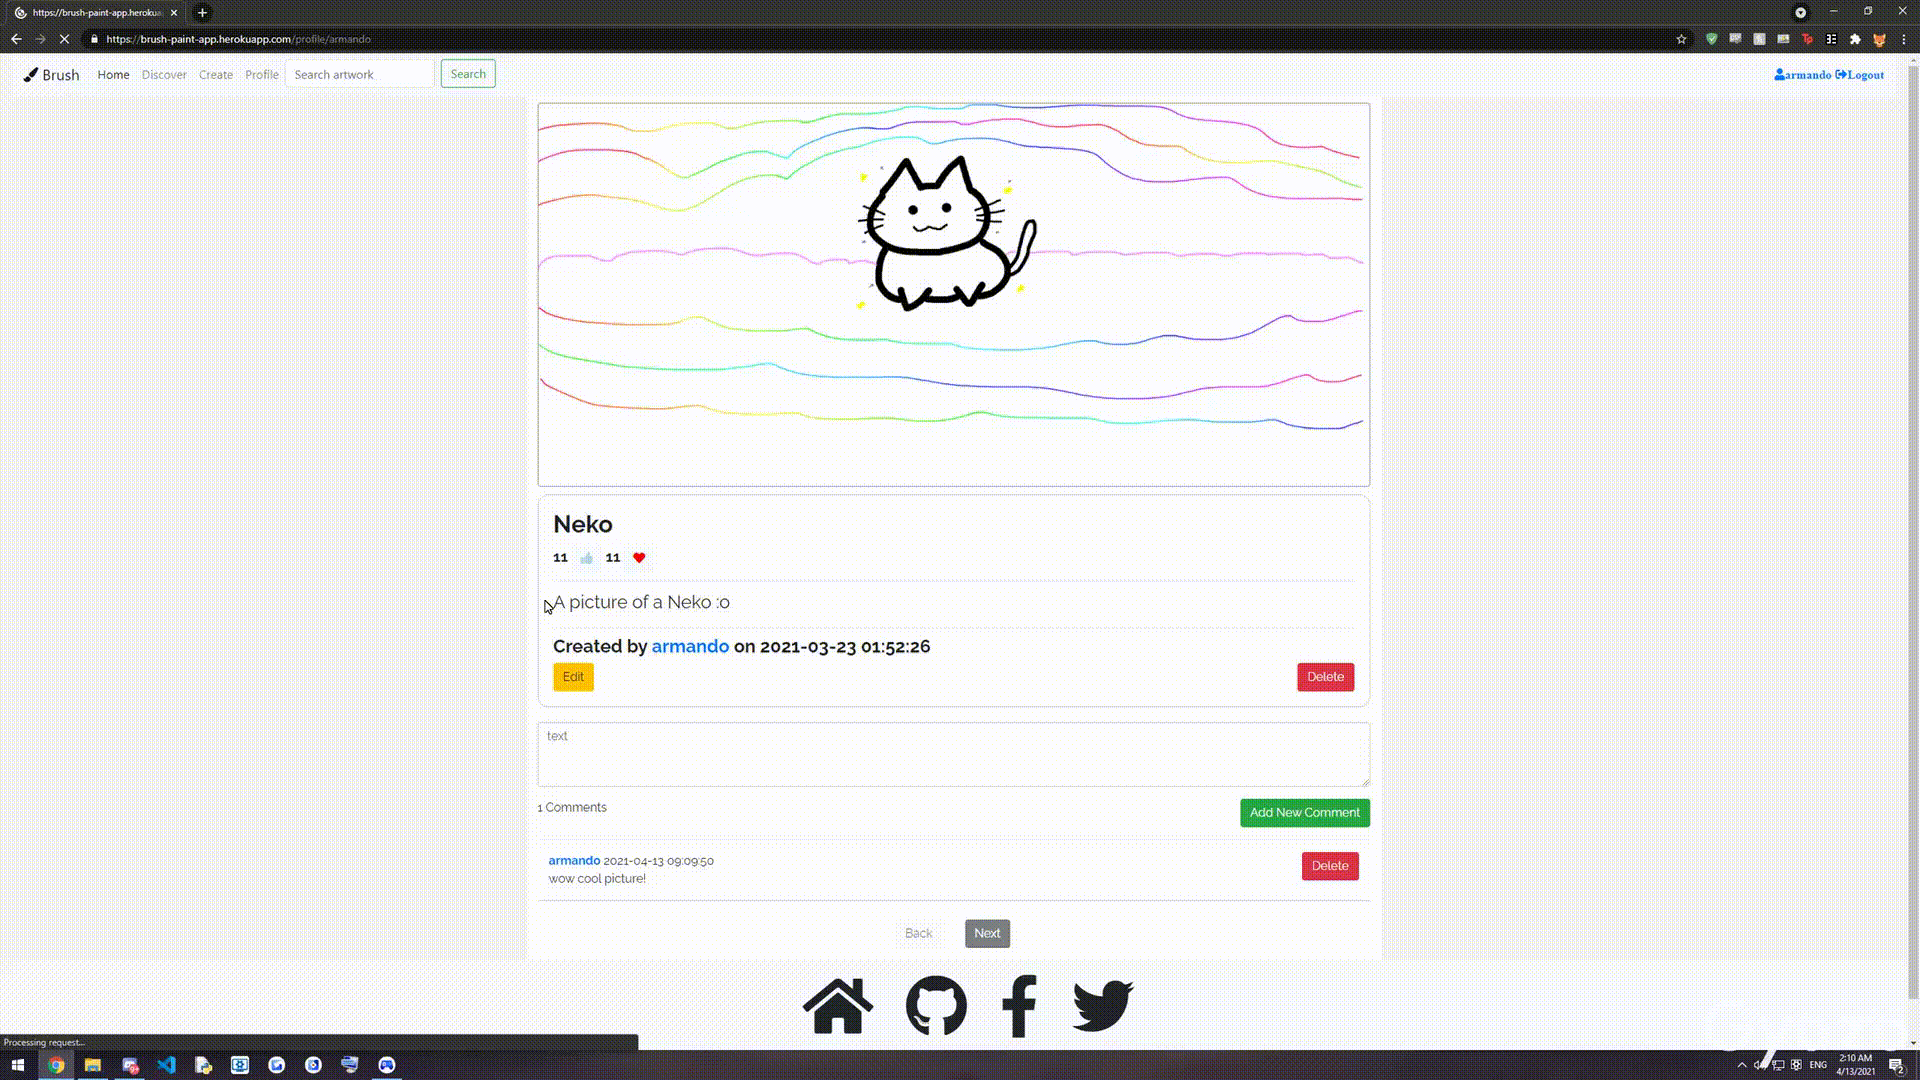 https://brush-paint-app.heroku
https://brush-paint-app.herokuapp.com/profile/armando
Brush Home Discover Create Profile Search artwork Search armando Logout
Neko
11 11
A picture of a Neko :o
Created by armando on 2021-03-23 01:52:26
Edit Delete
text
1 Comments Add New Comment
armando 2021-04-13 09:09:50
wow cool picture! Delete
Back Next
Processing request...
ENG 2:10 AM
4/13/2021